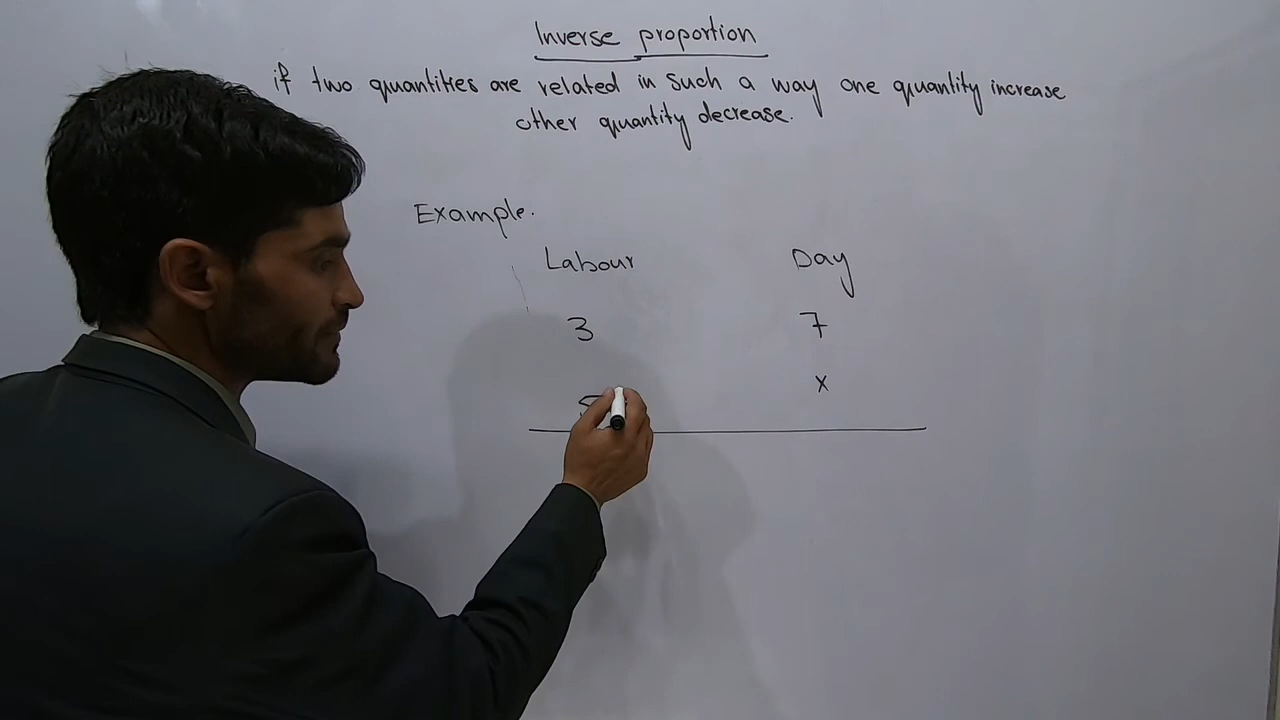 Inverse proportion
if two quantities are related in such a way one quantity increase
other quantity decrease.
Example.
Labour Day
3 7
x